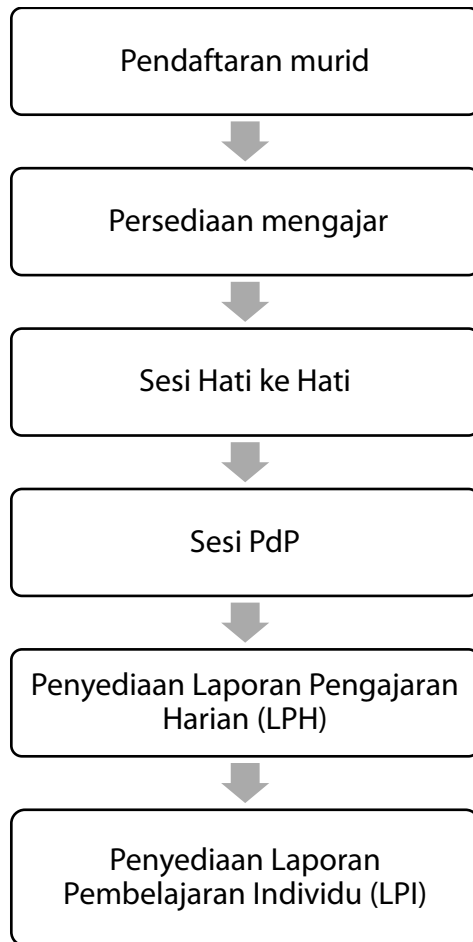 Pendaftaran murid
Persediaan mengajar
Sesi Hati ke Hati
Sesi PdP
Penyediaan Laporan Pengajaran
Harian (LPH)
Penyediaan Laporan
Pembelajaran Individu (LPI)